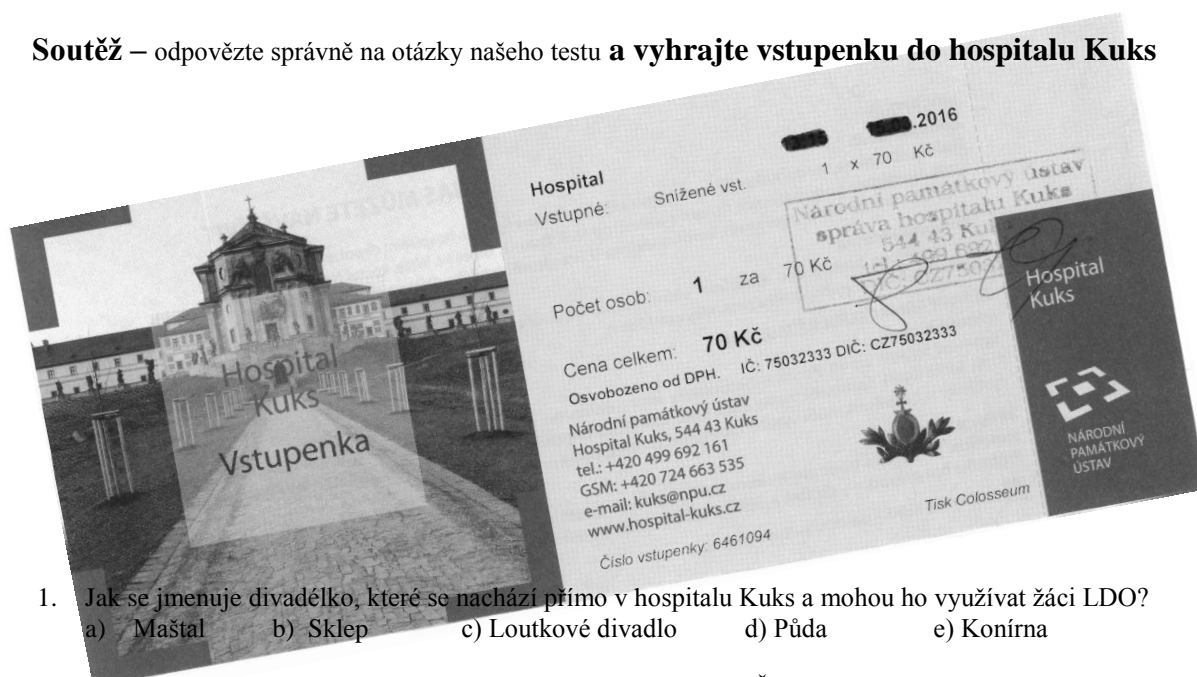 Soutěž – odpovězte správně na otázky našeho testu a vyhrajte vstupenku do hospitalu Kuks
Hospital
Kuks
Vstupenka
.2016
Hospital
Vstupné: Snížené vst. 1 x 70 Kč
Národní památkový ústav
správa hospitalu Kuks
544 43 Kuks
Počet osob: 1 za 70 Kč
Cena celkem: 70 Kč
Osvobozeno od DPH. IČ: 75032333 DIČ: CZ75032333
Národní památkový ústav
Hospital Kuks, 544 43 Kuks
tel.: +420 499 692 161
GSM: +420 724 663 535
e-mail: kuks@npu.cz
www.hospital-kuks.cz
Číslo vstupenky: 6461094
Tisk Colosseum
Hospital
Kuks
NÁRODNÍ
PAMÁTKOVÝ
ÚSTAV
1. Jak se jmenuje divadélko, které se nachází přímo v hospitalu Kuks a mohou ho využívat žáci LDO?
a) Maštal b) Sklep c) Loutkové divadlo d) Půda e) Konírna